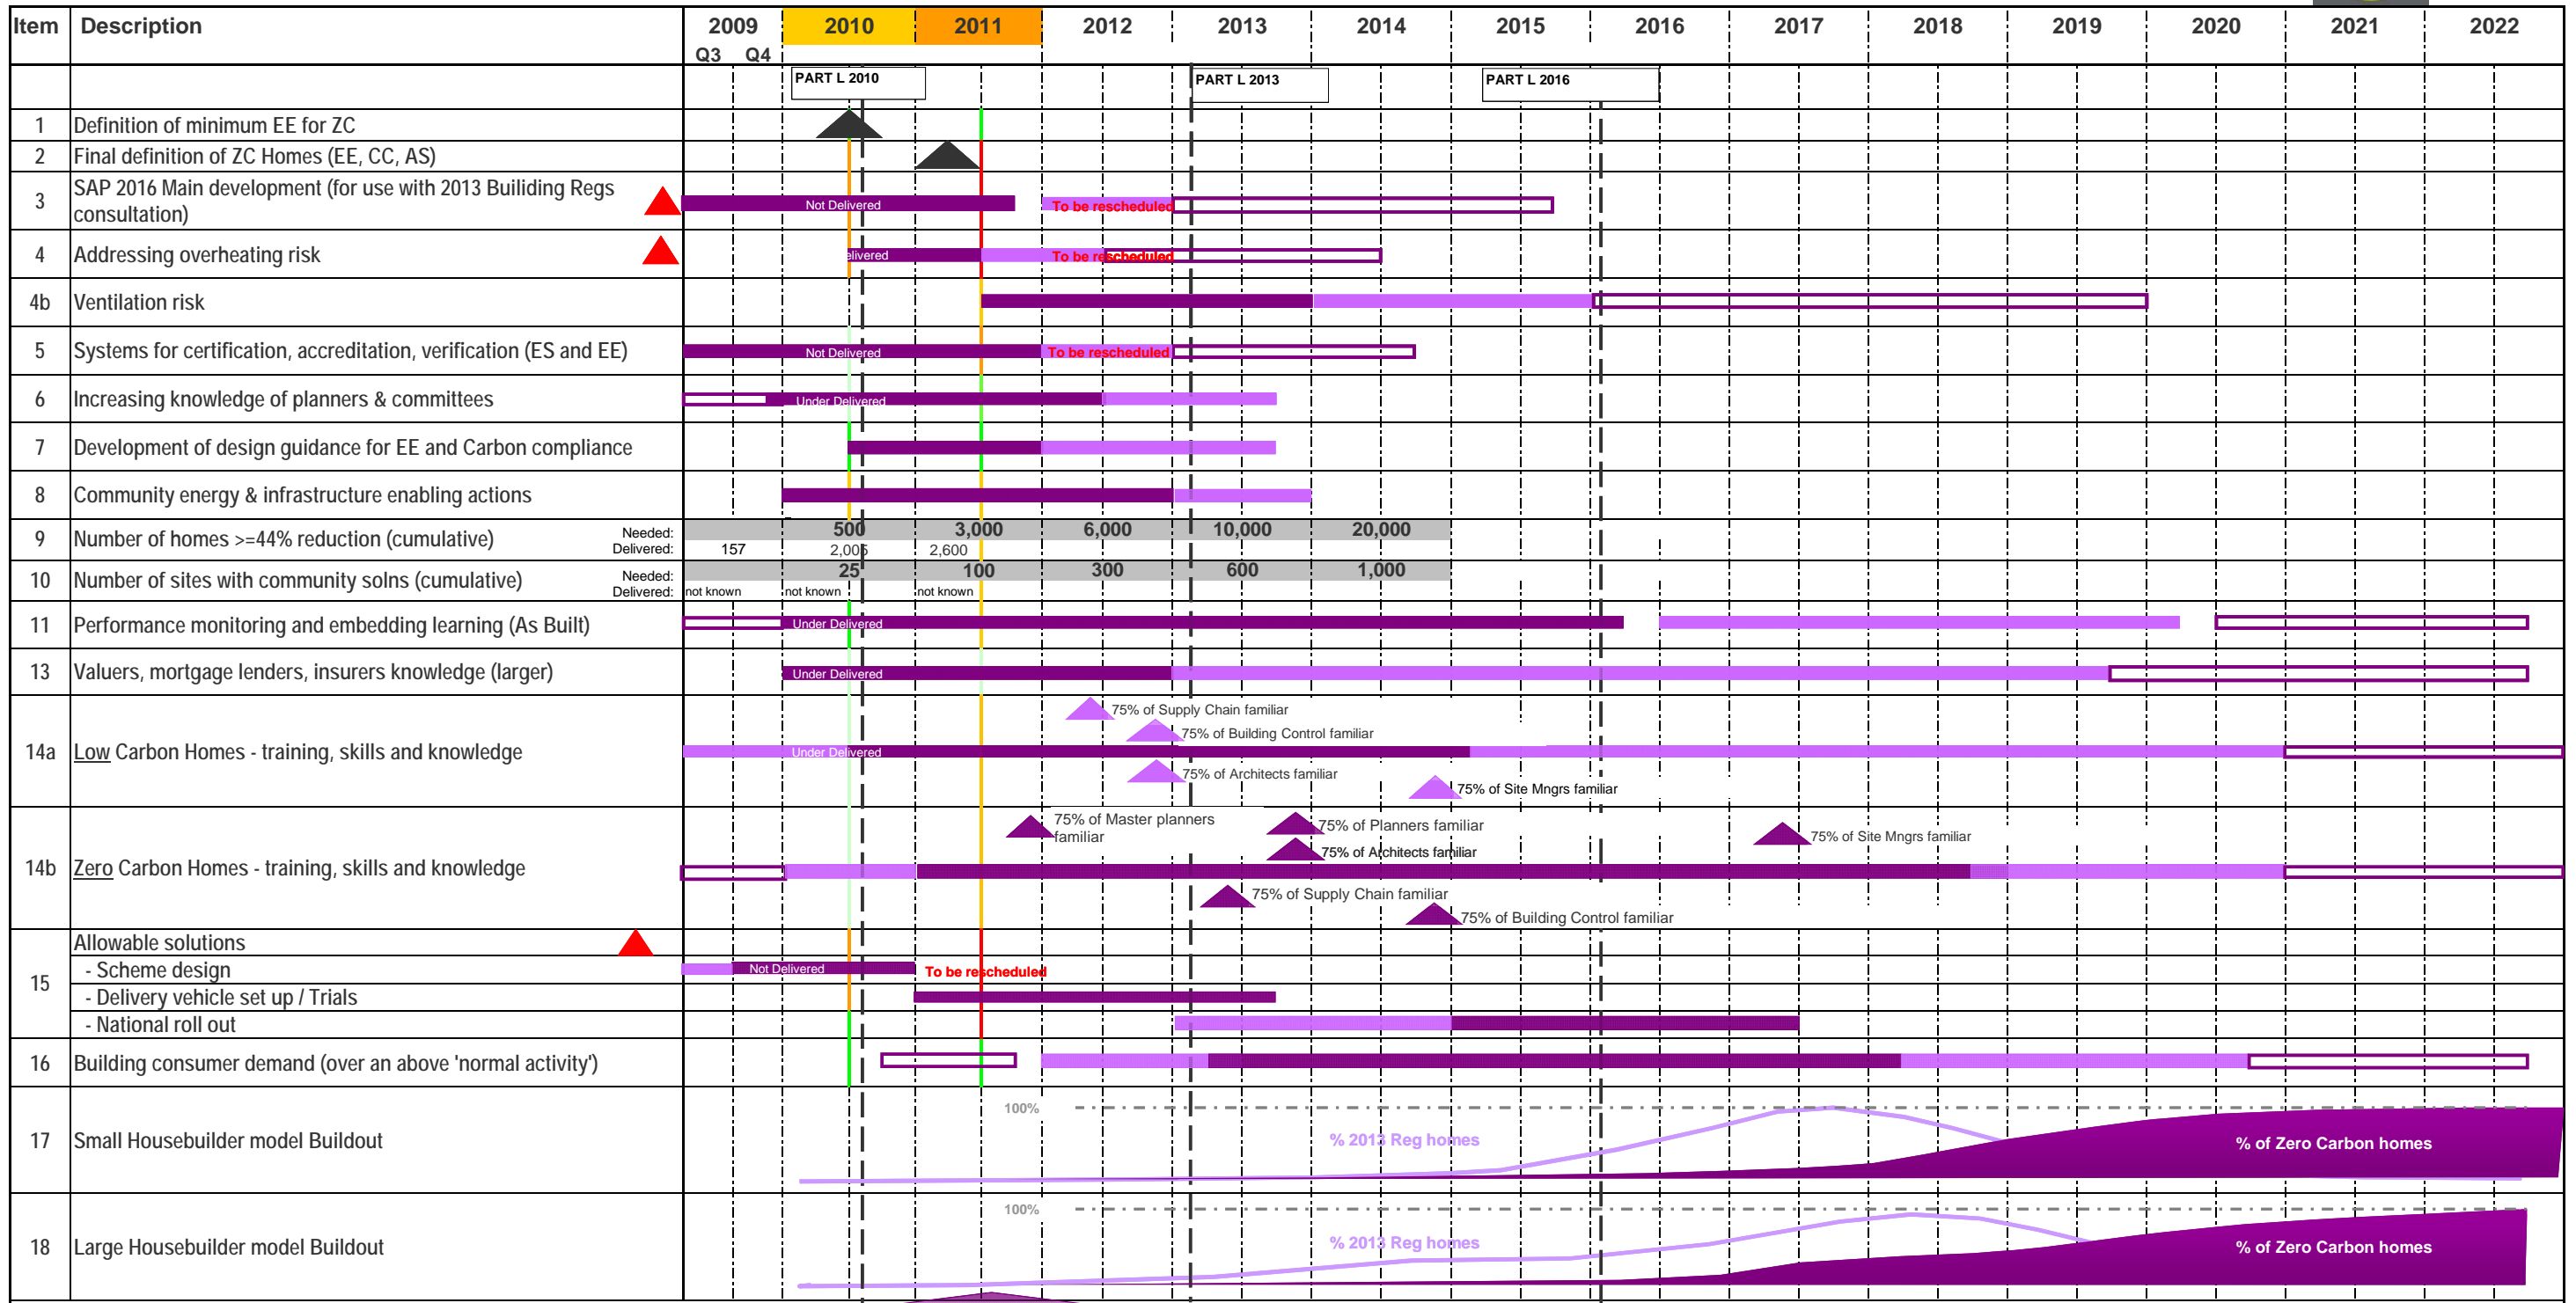 Item Description 2009 2010 2011 2012 2013 2014 2015 2016 2017 2018 2019 2020 2021 2022
Q3 Q4
PART L 2010 PART L 2013 PART L 2016
1 Definition of minimum EE for ZC
2 Final definition of ZC Homes (EE, CC, AS)
3 SAP 2016 Main development (for use with 2013 Builiding Regs
consultation)
Not Delivered To be rescheduled
4 Addressing overheating risk elivered To be rescheduled
4b Ventilation risk
5 Systems for certification, accreditation, verification (ES and EE) Not Delivered To be rescheduled
6 Increasing knowledge of planners & committees Under Delivered
7 Development of design guidance for EE and Carbon compliance
8 Community energy & infrastructure enabling actions
9 Number of homes >=44% reduction (cumulative)
Needed: 500 3,000 6,000 10,000 20,000
Delivered: 157 2,006 2,600
10 Number of sites with community solns (cumulative)
Needed: 25 100 300 600 1,000
Delivered: not known not known not known
11 Performance monitoring and embedding learning (As Built) Under Delivered
13 Valuers, mortgage lenders, insurers knowledge (larger) Under Delivered
75% of Supply Chain familiar
75% of Building Control familiar
14a Low Carbon Homes - training, skills and knowledge Under Delivered
75% of Architects familiar
75% of Site Mngrs familiar
75% of Master planners
familiar
75% of Planners familiar
75% of Site Mngrs familiar
75% of Architects familiar
14b Zero Carbon Homes - training, skills and knowledge
75% of Supply Chain familiar
75% of Building Control familiar
15 Allowable solutions
- Scheme design Not Delivered To be rescheduled
- Delivery vehicle set up / Trials
- National roll out
16 Building consumer demand (over an above 'normal activity')
100%
17 Small Housebuilder model Buildout % 2013 Reg homes % of Zero Carbon homes
100%
18 Large Housebuilder model Buildout % 2013 Reg homes % of Zero Carbon homes